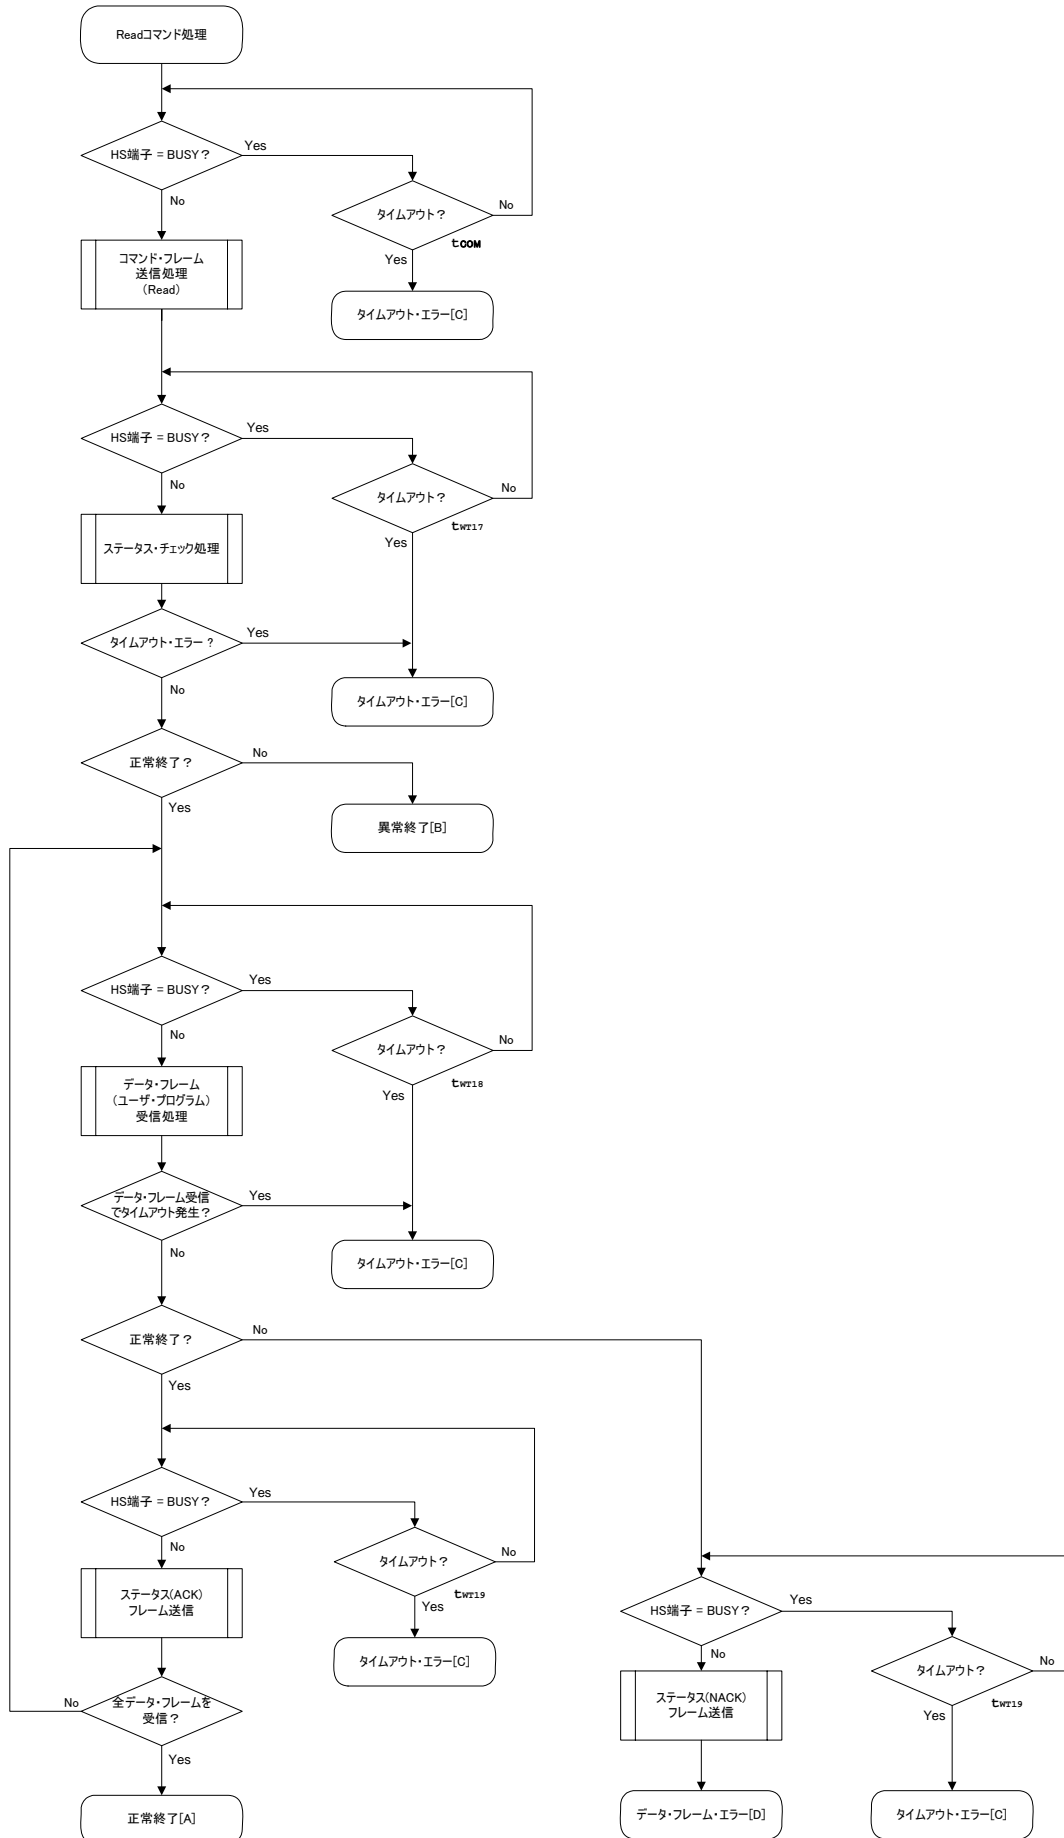 Readコマンド処理
HS端子 = BUSY？
Yes
No
タイムアウト？
No
tCOM
Yes
コマンド・フレーム
送信処理
（Read）
タイムアウト・エラー[C]
HS端子 = BUSY？
Yes
No
タイムアウト？
No
tWT17
Yes
ステータス・チェック処理
タイムアウト・エラー？
Yes
No
タイムアウト・エラー[C]
正常終了？
No
Yes
異常終了[B]
HS端子 = BUSY？
Yes
No
タイムアウト？
No
tWT18
Yes
データ・フレーム
（ユーザ・プログラム）
受信処理
データ・フレーム受信
でタイムアウト発生？
Yes
No
タイムアウト・エラー[C]
正常終了？
No
Yes
HS端子 = BUSY？
Yes
No
タイムアウト？
No
tWT19
Yes
ステータス(ACK)
フレーム送信
タイムアウト・エラー[C]
全データ・フレームを
受信？
No
Yes
正常終了[A]
HS端子 = BUSY？
Yes
No
タイムアウト？
No
tWT19
Yes
ステータス(NACK)
フレーム送信
データ・フレーム・エラー[D]
タイムアウト・エラー[C]